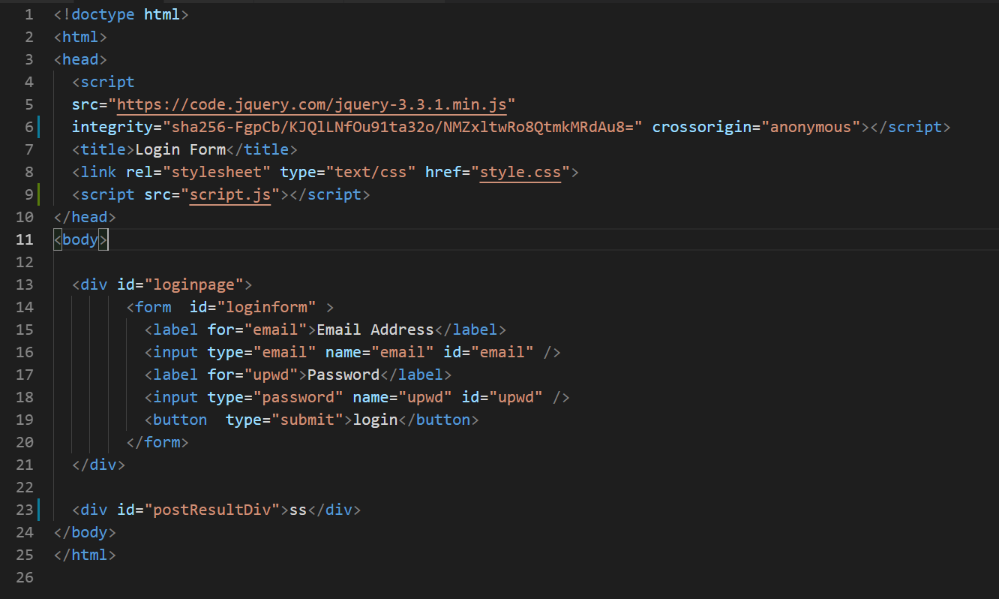 1 <!doctype html>
2 <html>
3 <head>
4   <script
5   src="https://code.jquery.com/jquery-3.3.1.min.js"
6   integrity="sha256-FgpCb/KJQlLNfOu91ta32o/NMZxltwRo8QtmkMRdAu8=" crossorigin="anonymous"></script>
7   <title>Login Form</title>
8   <link rel="stylesheet" type="text/css" href="style.css">
9   <script src="script.js"></script>
10 </head>
11 <body>
12
13   <div id="loginpage">
14         <form  id="loginform" >
15           <label for="email">Email Address</label>
16           <input type="email" name="email" id="email" />
17           <label for="upwd">Password</label>
18           <input type="password" name="upwd" id="upwd" />
19           <button  type="submit">login</button>
20         </form>
21   </div>
22
23   <div id="postResultDiv">ss</div>
24 </body>
25 </html>
26